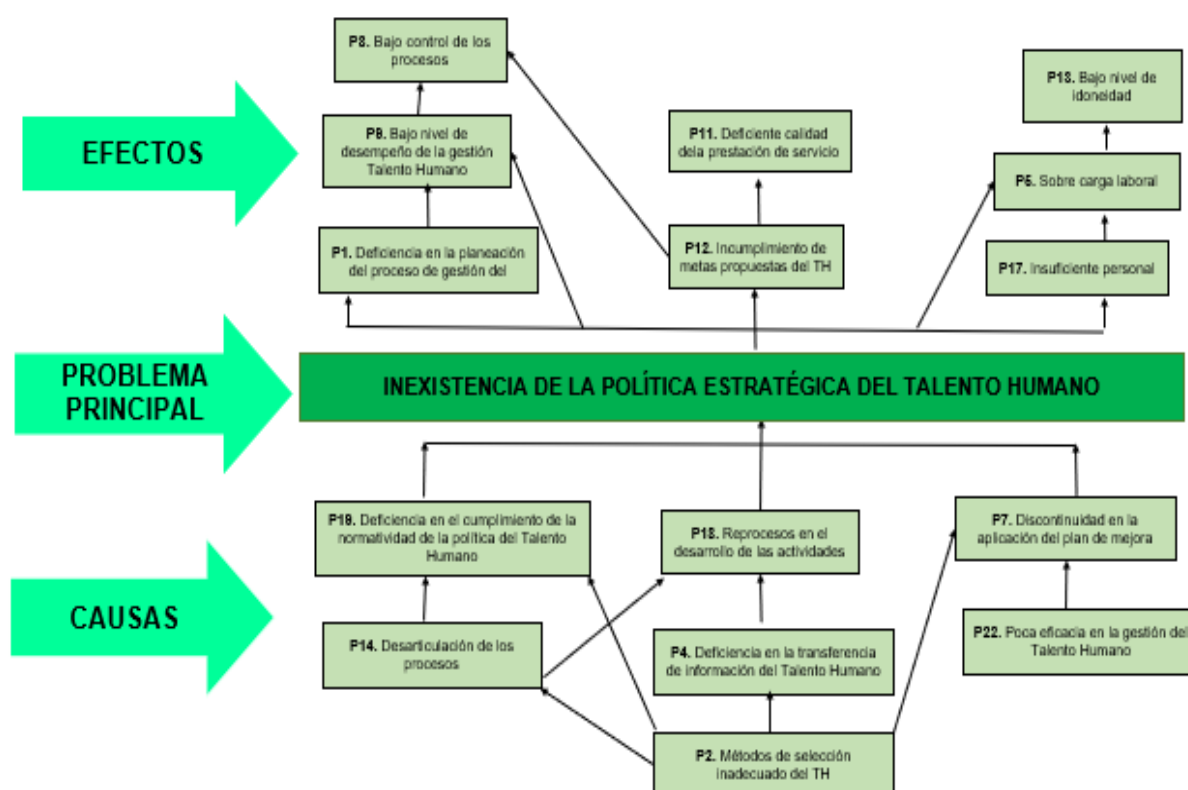 P8. Bajo control de los
procesos
P13. Bajo nivel de
idoneidad
EFECTOS
P9. Bajo nivel de
desempeño de la gestión
Talento Humano
P11. Deficiente calidad
dela prestación de servicio
P5. Sobre carga laboral
P1. Deficiencia en la planeación
del proceso de gestión del
P12. Incumplimiento de
metas propuestas del TH
P17. Insuficiente personal
PROBLEMA
PRINCIPAL
INEXISTENCIA DE LA POLÍTICA ESTRATÉGICA DEL TALENTO HUMANO
P19. Deficiencia en el cumplimiento de la
normatividad de la política del Talento
Humano
P18. Reprocesos en el
desarrollo de las actividades
P7. Discontinuidad en la
aplicación del plan de mejora
CAUSAS
P14. Desarticulación de los
procesos
P4. Deficiencia en la transferencia
de información del Talento Humano
P22. Poca eficacia en la gestión del
Talento Humano
P2. Métodos de selección
inadecuado del TH